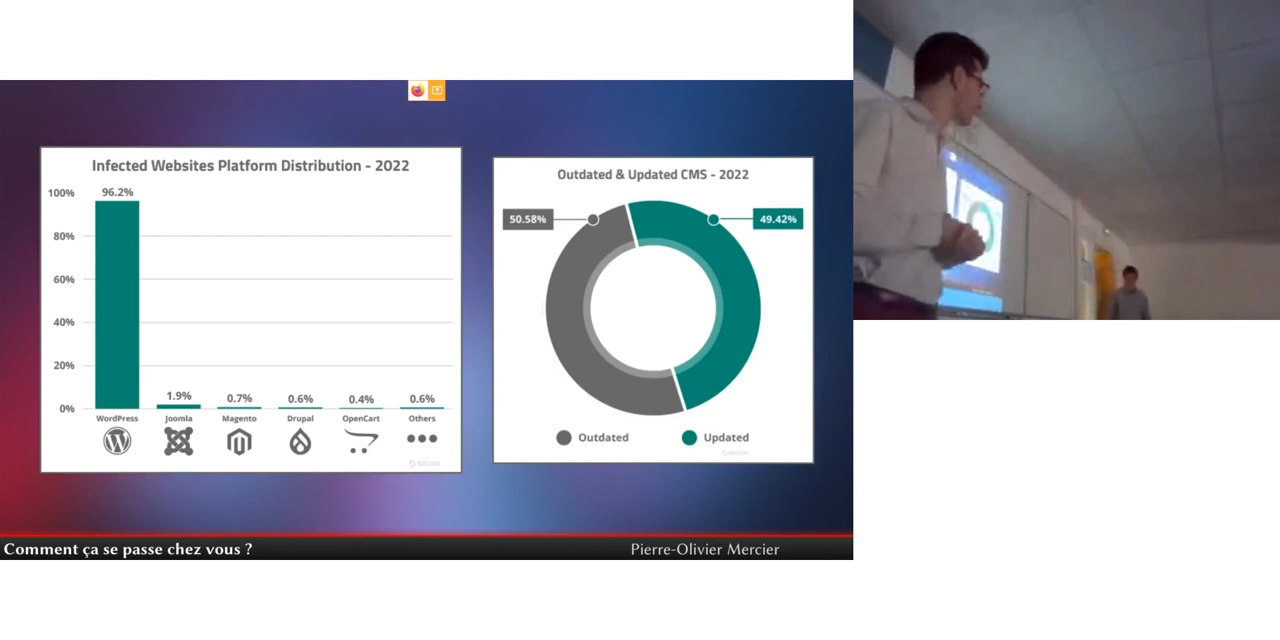 Infected Websites Platform Distribution - 2022
100%
96.2%
80%
60%
40%
20%
0%
1.9%
0.7%
0.6%
0.4%
0.6%
WordPress
Joomla
Magento
Drupal
OpenCart
Others
Outdated & Updated CMS - 2022
50.58%
49.42%
Outdated
Updated
Comment ça se passe chez vous ?
Pierre-Olivier Mercier